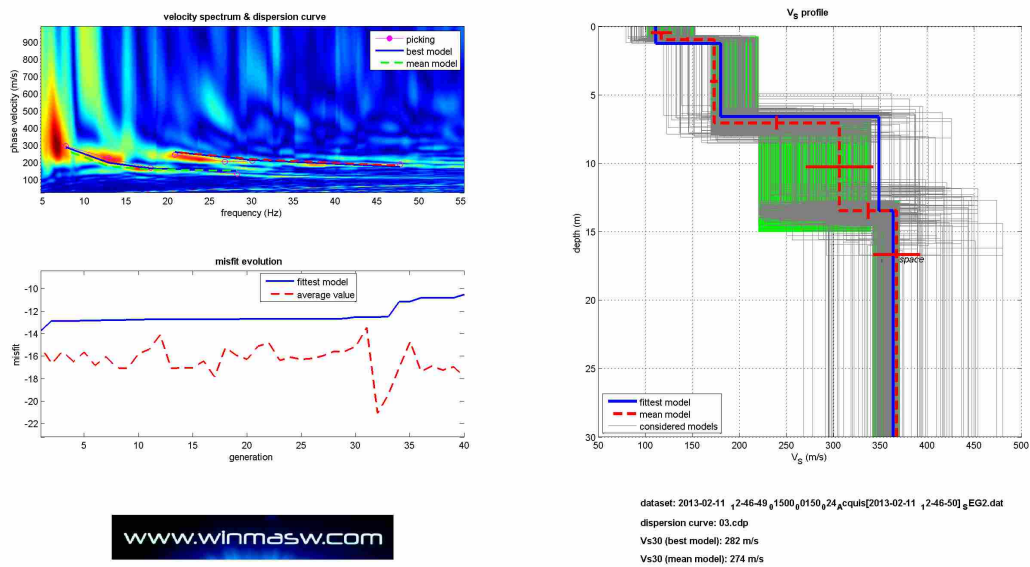 velocity spectrum & dispersion curve
picking
best model
mean model
phase velocity (m/s)
900
800
700
600
500
400
300
200
100
5 10 15 20 25 30 35 40 45 50 55
frequency (Hz)
misfit evolution
fittest model
average value
misfit
-10
-12
-14
-16
-18
-20
-22
5 10 15 20 25 30 35 40
generation
www.winmasw.com
VS profile
depth (m)
0
5
10
15
20
25
30
space
fittest model
mean model
considered models
50 100 150 200 250 300 350 400 450 500
VS (m/s)
dataset: 2013-02-11 12-46-49 01500 00150 024 Acquis[2013-02-11 12-46-50] SEG2.dat
dispersion curve: 03.cdp
Vs30 (best model): 282 m/s
Vs30 (mean model): 274 m/s